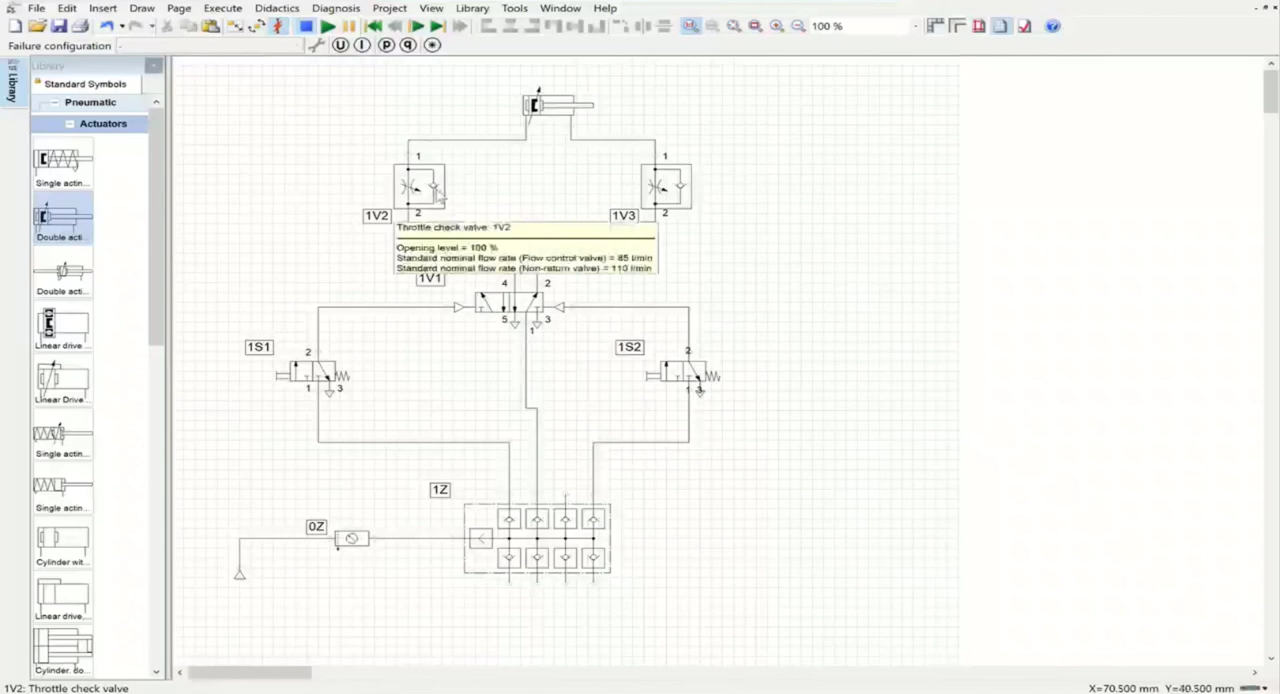 File Edit Insert Draw Page Execute Didactics Diagnosis Project View Library Tools Window Help
100 %
Failure configuration -
U I p q
Library
Library
Standard Symbols
Pneumatic
Actuators
Single actin...
Double acti...
Double acti...
Linear drive...
Linear Drive...
Single actin...
Single actin...
Cylinder wit...
Linear drive,...
Cylinder. do...
1
1
2
2
1V2
1V3
Throttle check valve: 1V2
Opening level = 100 %
Standard nominal flow rate (Flow control valve) = 85 l/min
Standard nominal flow rate (Non-return valve) = 110 l/min
1V1
4
2
5
1
3
1S1
2
1
3
1S2
2
1
3
1Z
0Z
1V2: Throttle check valve
X=70.500 mm Y=40.500 mm